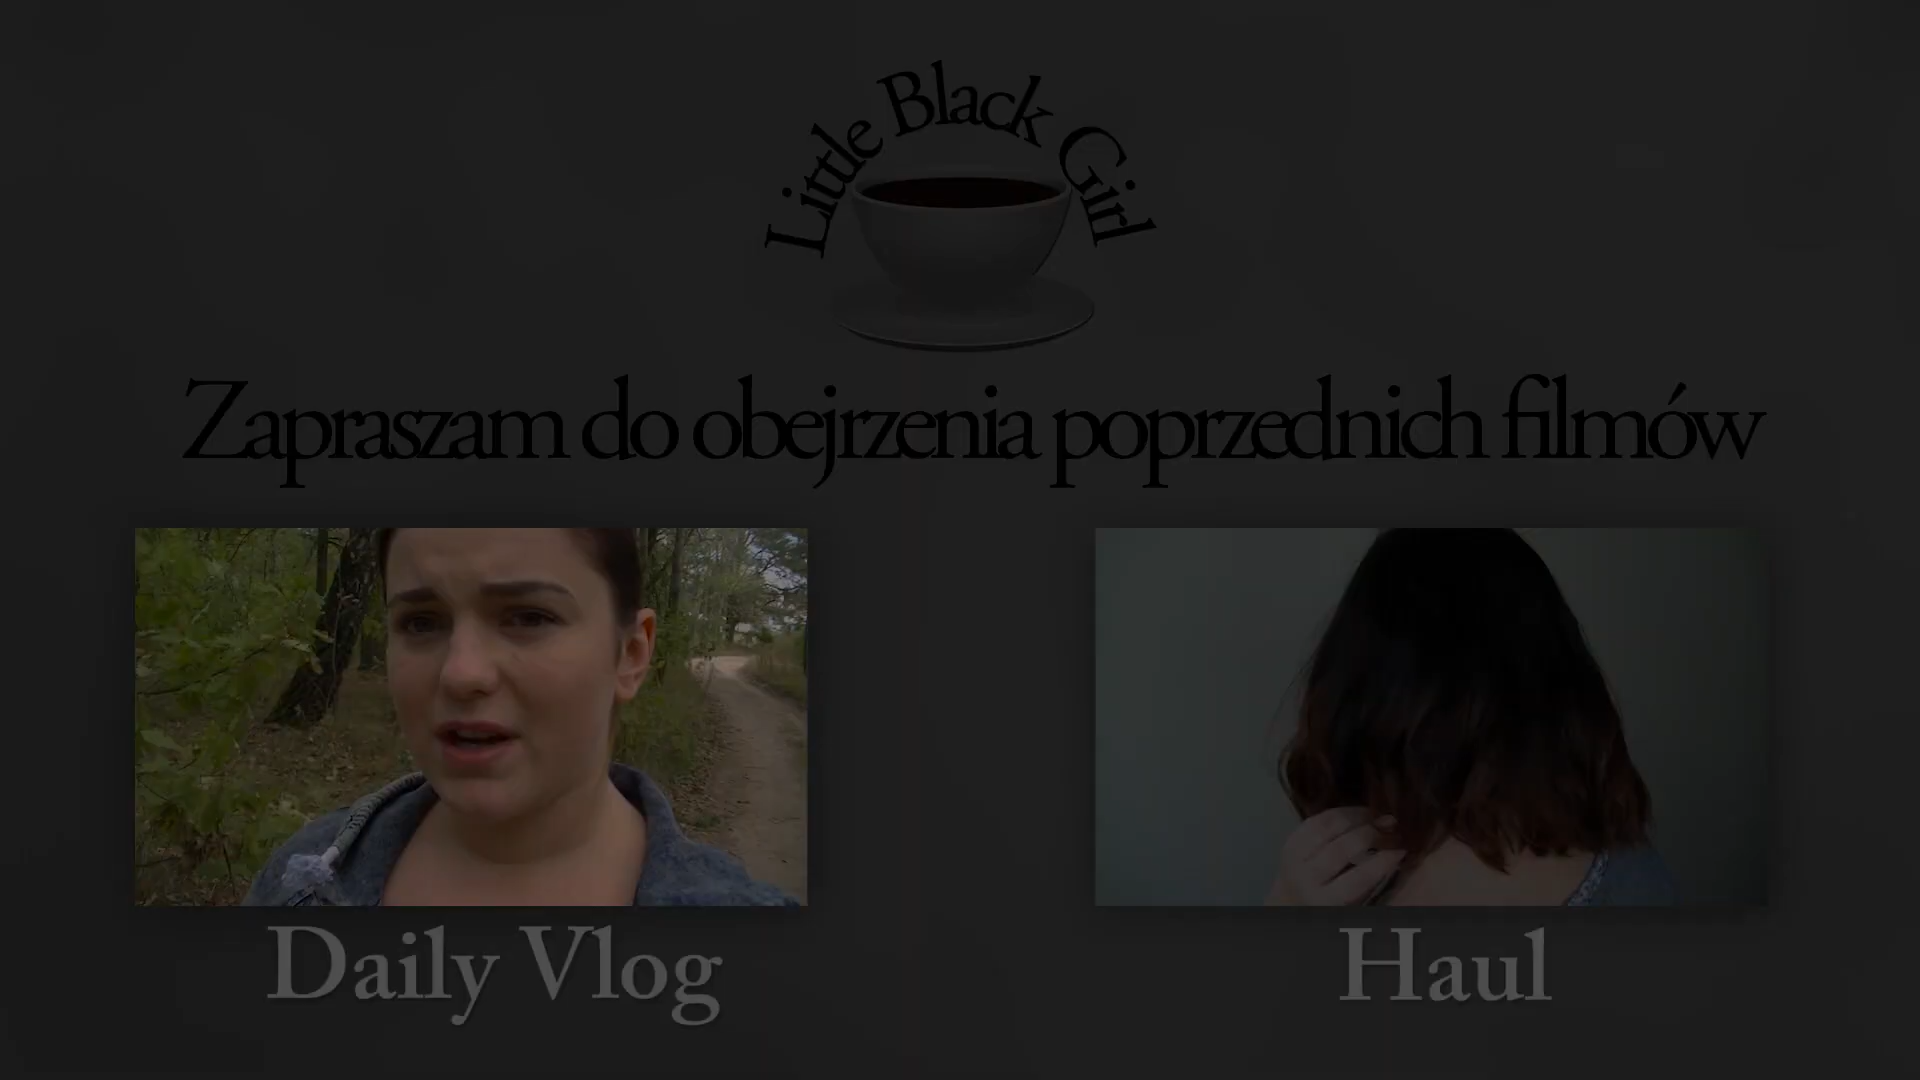 Little Black Girl
Zapraszam do obejrzenia poprzednich filmów
Daily Vlog
Haul